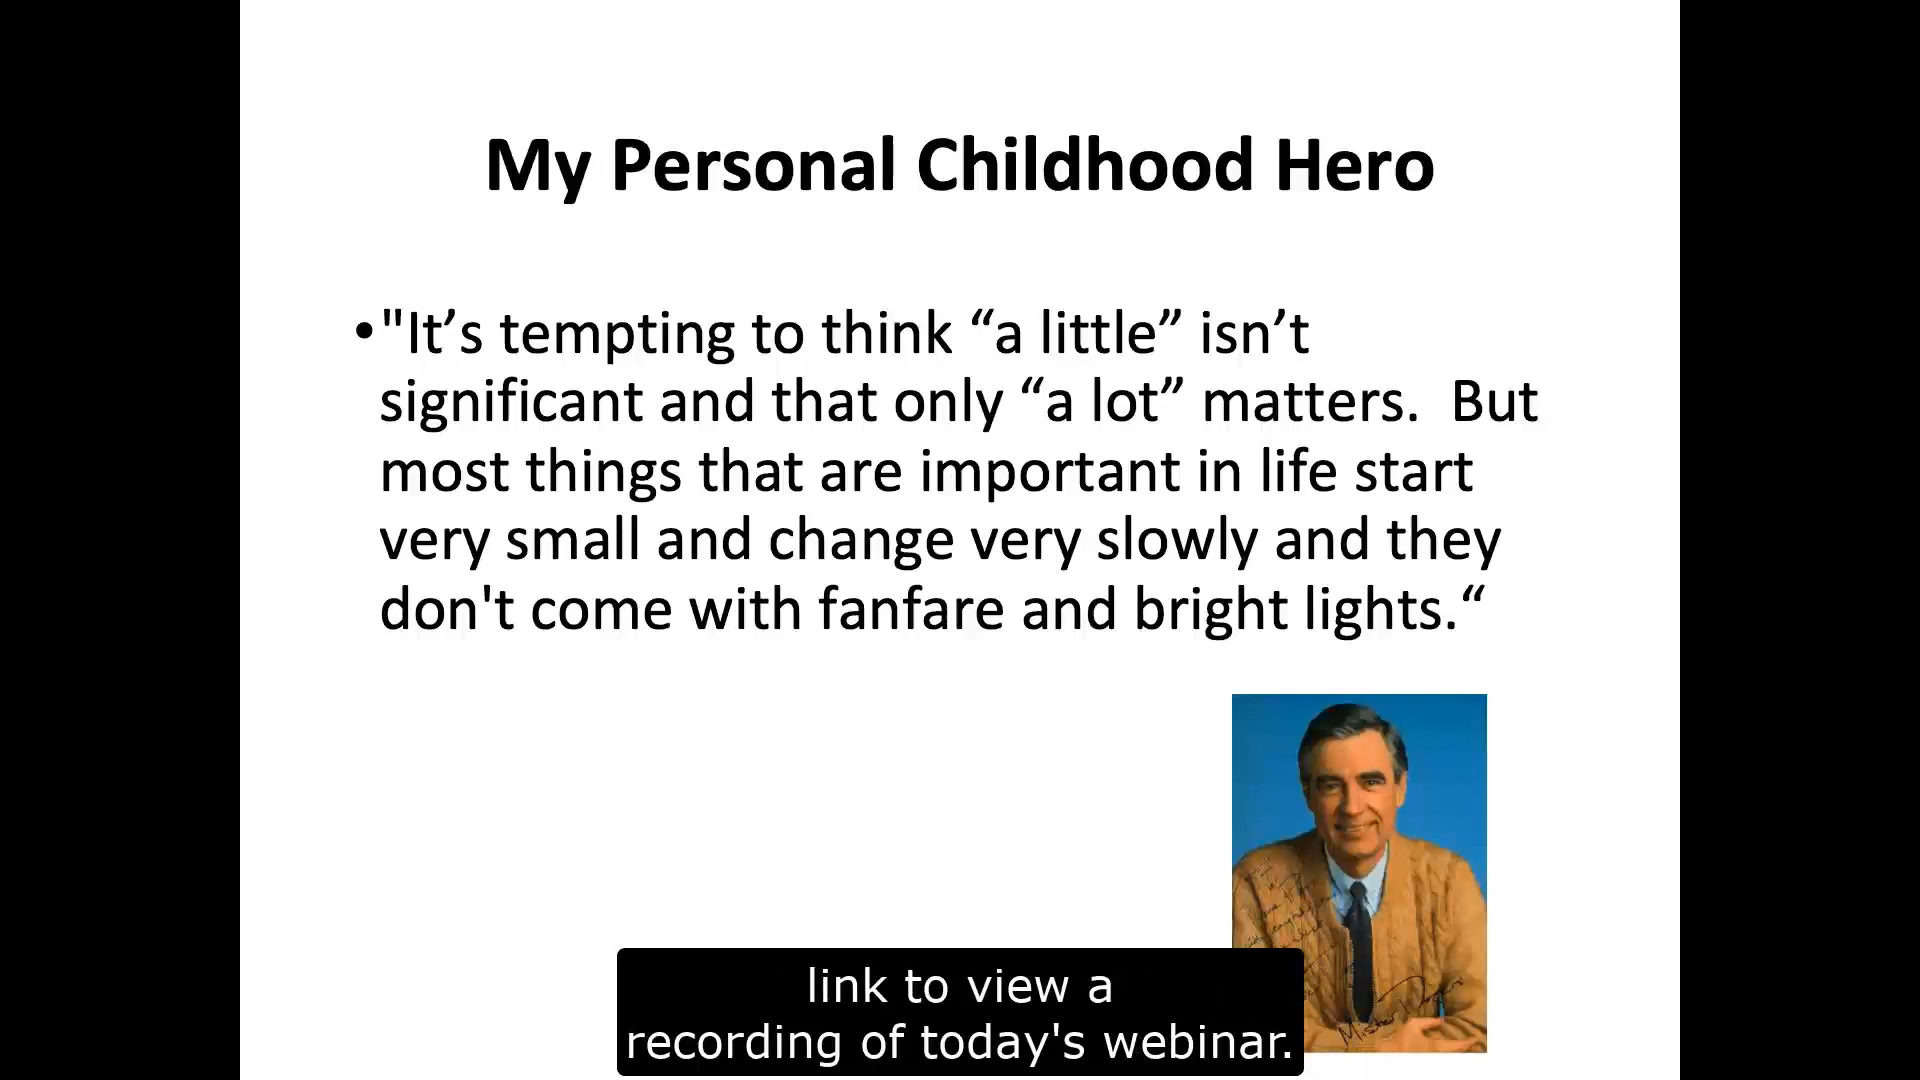 My Personal Childhood Hero
•"It’s tempting to think “a little” isn’t
significant and that only “a lot” matters.  But
most things that are important in life start
very small and change very slowly and they
don't come with fanfare and bright lights.“
Mister Rogers
link to view a
recording of today's webinar.